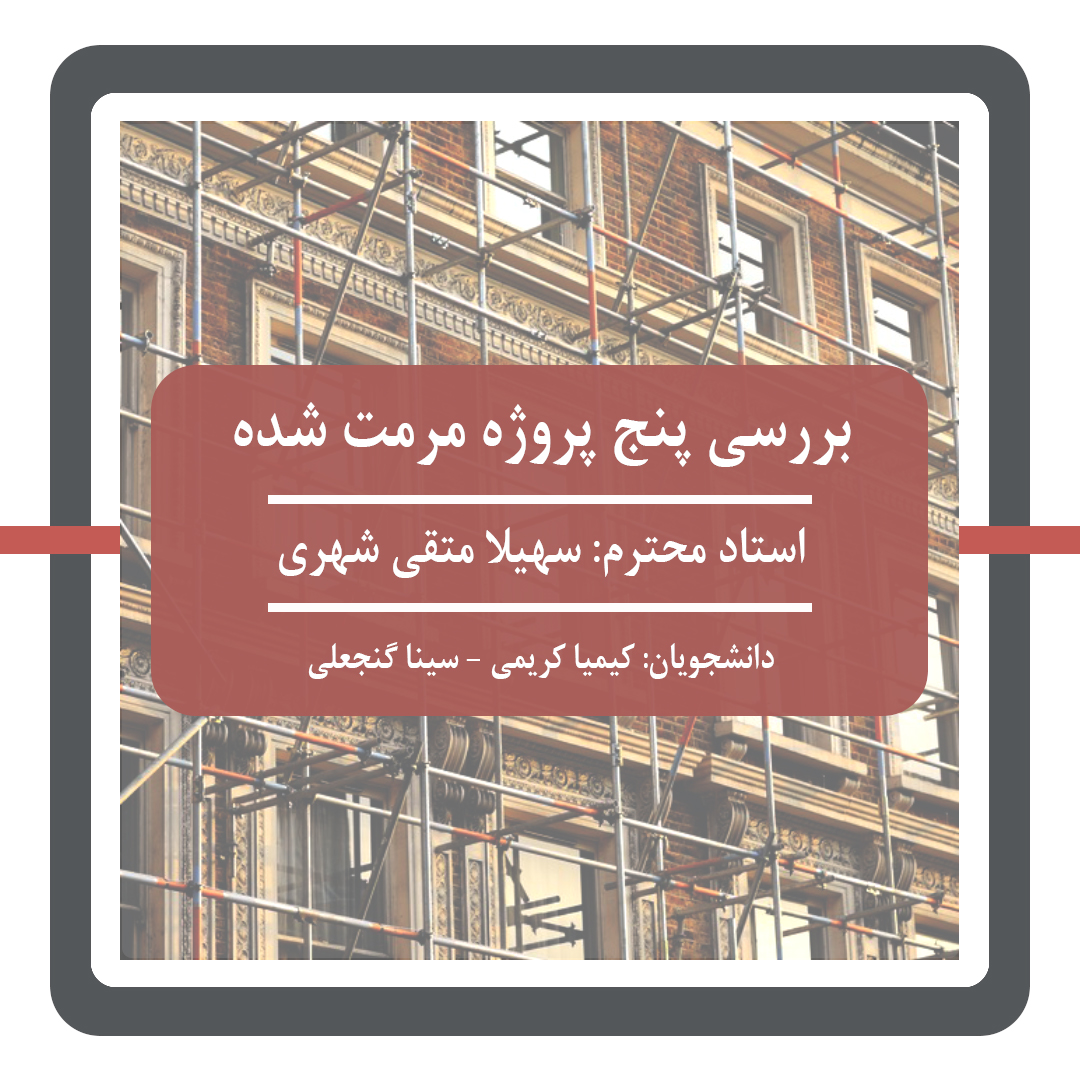 بررسی پنج پروژه مرمت شده
استاد محترم: سهیلا متقی شهری
دانشجویان: کیمیا کریمی - سینا گنجعلی